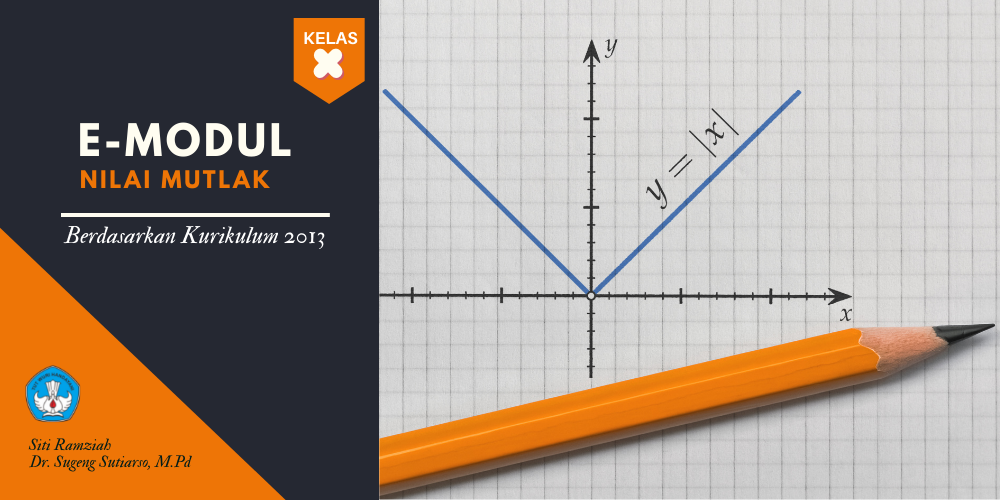 KELAS
X
E-MODUL
NILAI MUTLAK
Berdasarkan Kurikulum 2013
Siti Ramziah
Dr. Sugeng Sutiarso, M.Pd
y
y = |x|
x